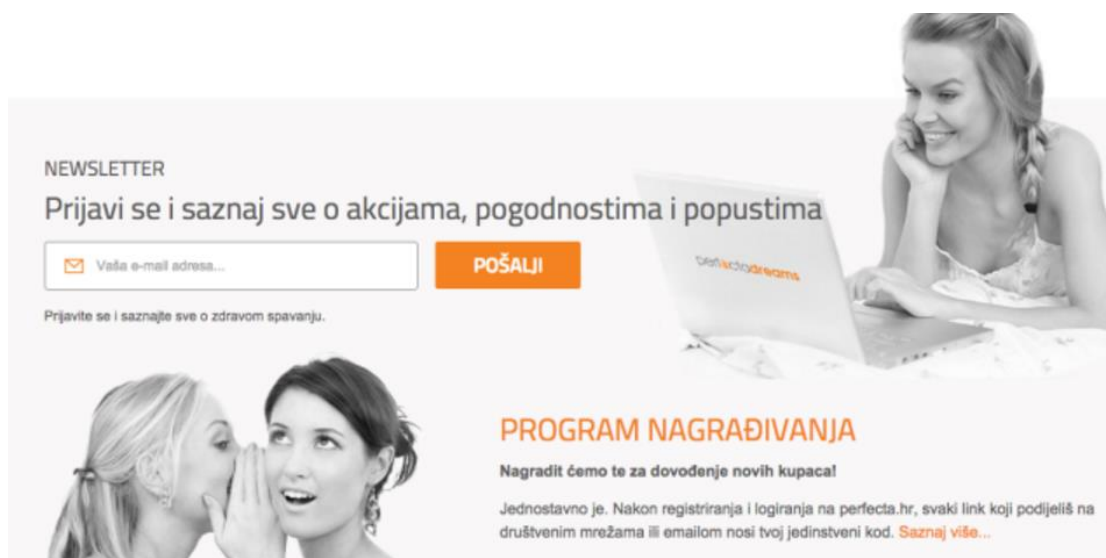 NEWSLETTER
Prijavi se i saznaj sve o akcijama, pogodnostima i popustima
Vaša e-mail adresa...
POŠALJI
perfectadreams
Prijavite se i saznajte sve o zdravom spavanju.
PROGRAM NAGRAĐIVANJA
Nagradit ćemo te za dovođenje novih kupaca!
Jednostavno je. Nakon registriranja i logiranja na perfecta.hr, svaki link koji podijeliš na
društvenim mrežama ili emailom nosi tvoj jedinstveni kod. Saznaj više...